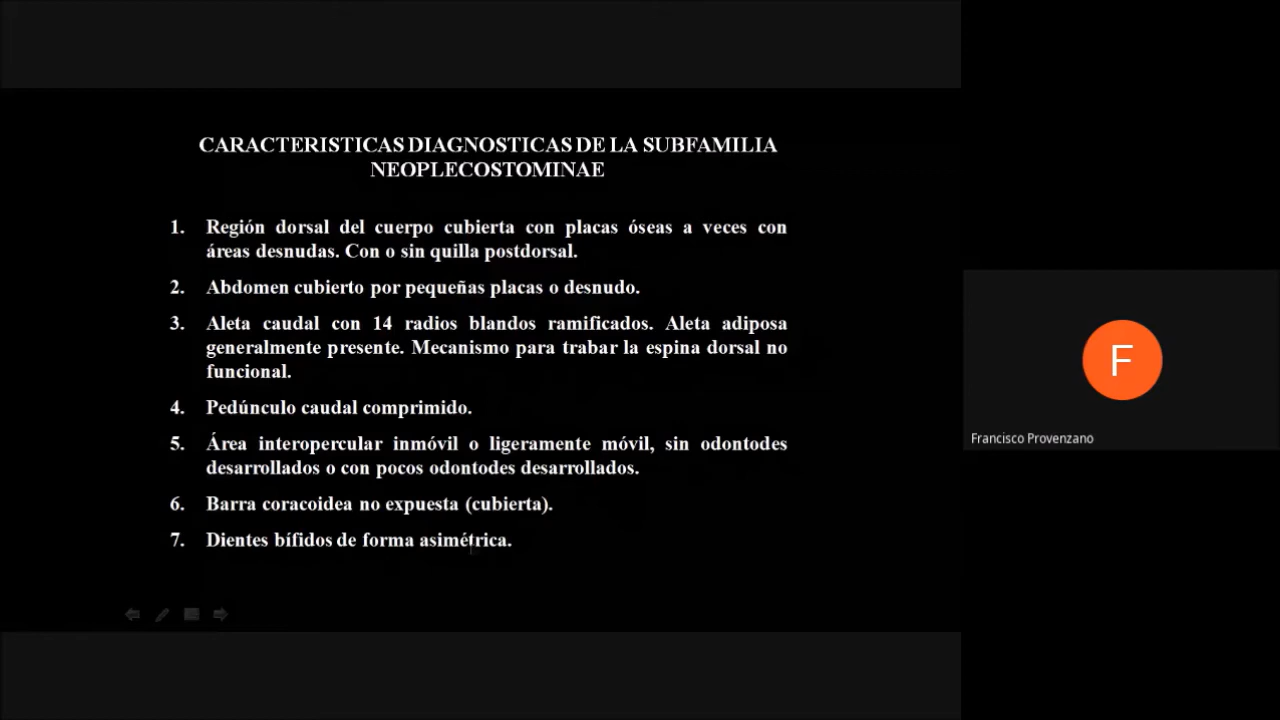 CARACTERISTICAS DIAGNOSTICAS DE LA SUBFAMILIA
NEOPLECOSTOMINAE
1. Región dorsal del cuerpo cubierta con placas óseas a veces con
áreas desnudas. Con o sin quilla postdorsal.
2. Abdomen cubierto por pequeñas placas o desnudo.
3. Aleta caudal con 14 radios blandos ramificados. Aleta adiposa
generalmente presente. Mecanismo para trabar la espina dorsal no
funcional.
4. Pedúnculo caudal comprimido.
5. Área interopercular inmóvil o ligeramente móvil, sin odontodes
desarrollados o con pocos odontodes desarrollados.
6. Barra coracoidea no expuesta (cubierta).
7. Dientes bífidos de forma asimétrica.
F
Francisco Provenzano